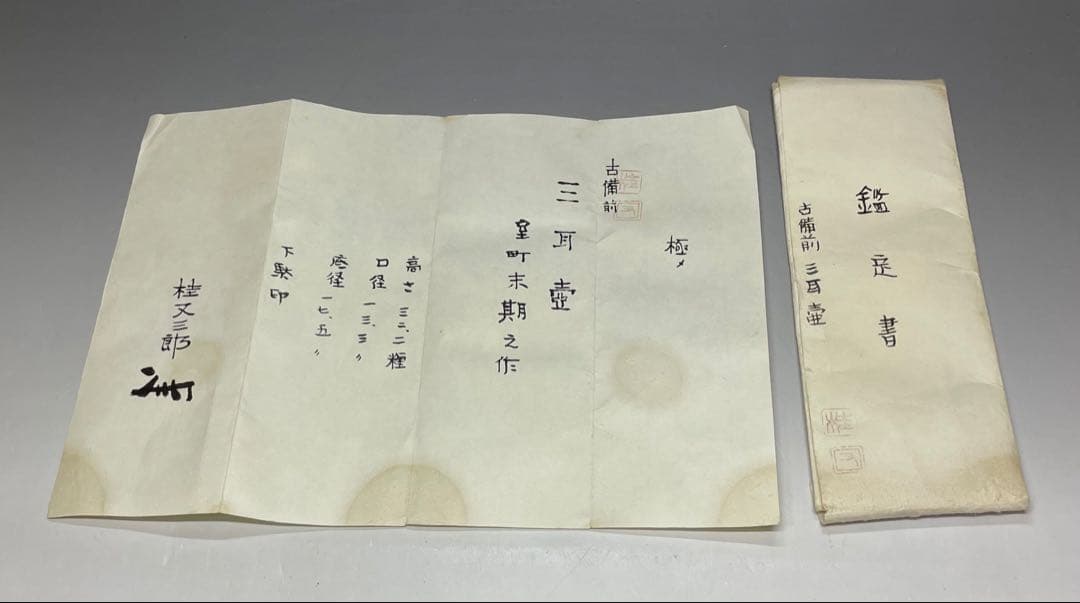 鑑定書
古備前 三耳壺
極メ
古備前
三耳壺
室町末期之作
高さ 三二、二糎
口径 一三、三〃
底径 一七、五〃
下駄印
桂又三郎